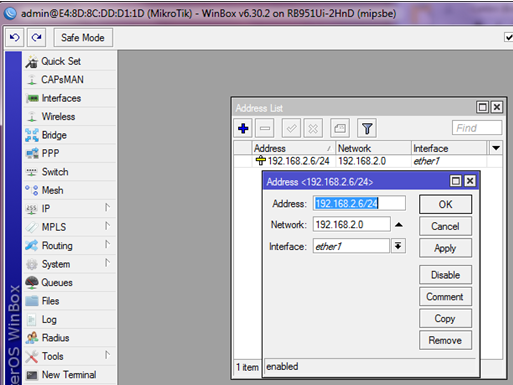 admin@E4:8D:8C:DD:D1:1D (MikroTik) - WinBox v6.30.2 on RB951Ui-2HnD (mipsbe)
Safe Mode
Quick Set
CAPsMAN
Interfaces
Wireless
Bridge
PPP
Switch
Mesh
IP
MPLS
Routing
System
Queues
Files
Log
Radius
Tools
New Terminal
erOS WinBox
Address List
Find
Address Network Interface
192.168.2.6/24 192.168.2.0 ether1
Address <192.168.2.6/24>
Address: 192.168.2.6/24
Network: 192.168.2.0
Interface: ether1
OK
Cancel
Apply
Disable
Comment
Copy
Remove
1 item
enabled